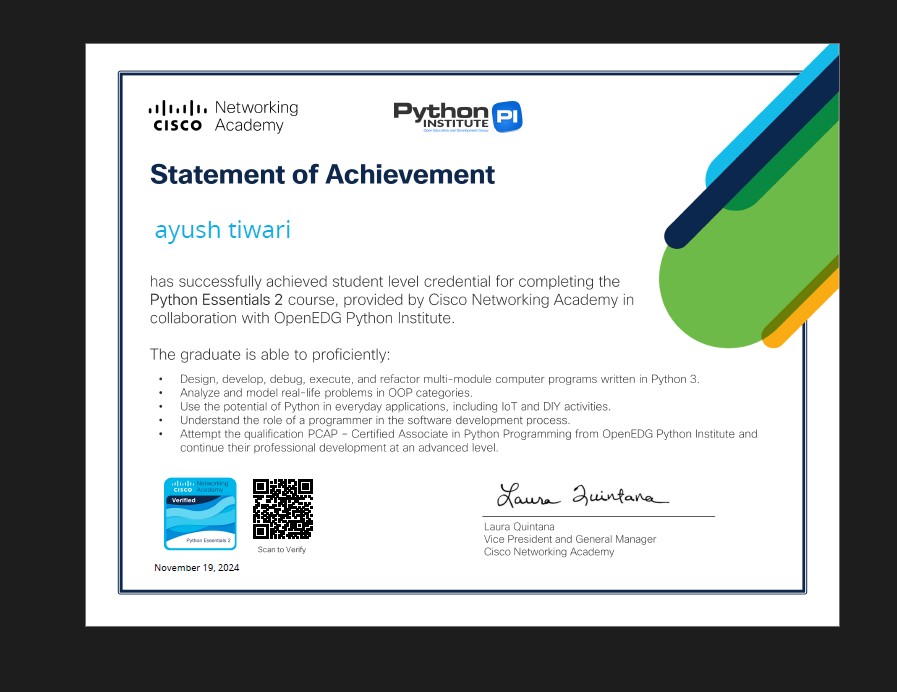 Networking
Academy
CISCO
Python
INSTITUTE
PI
Open Education and Development Group
Statement of Achievement
ayush tiwari
has successfully achieved student level credential for completing the
Python Essentials 2 course, provided by Cisco Networking Academy in
collaboration with OpenEDG Python Institute.
The graduate is able to proficiently:
• Design, develop, debug, execute, and refactor multi-module computer programs written in Python 3.
• Analyze and model real-life problems in OOP categories.
• Use the potential of Python in everyday applications, including IoT and DIY activities.
• Understand the role of a programmer in the software development process.
• Attempt the qualification PCAP – Certified Associate in Python Programming from OpenEDG Python Institute and
continue their professional development at an advanced level.
CISCO
Networking
Academy
Verified
Python Essentials 2
Scan to Verify
November 19, 2024
Laura Quintana
Laura Quintana
Vice President and General Manager
Cisco Networking Academy